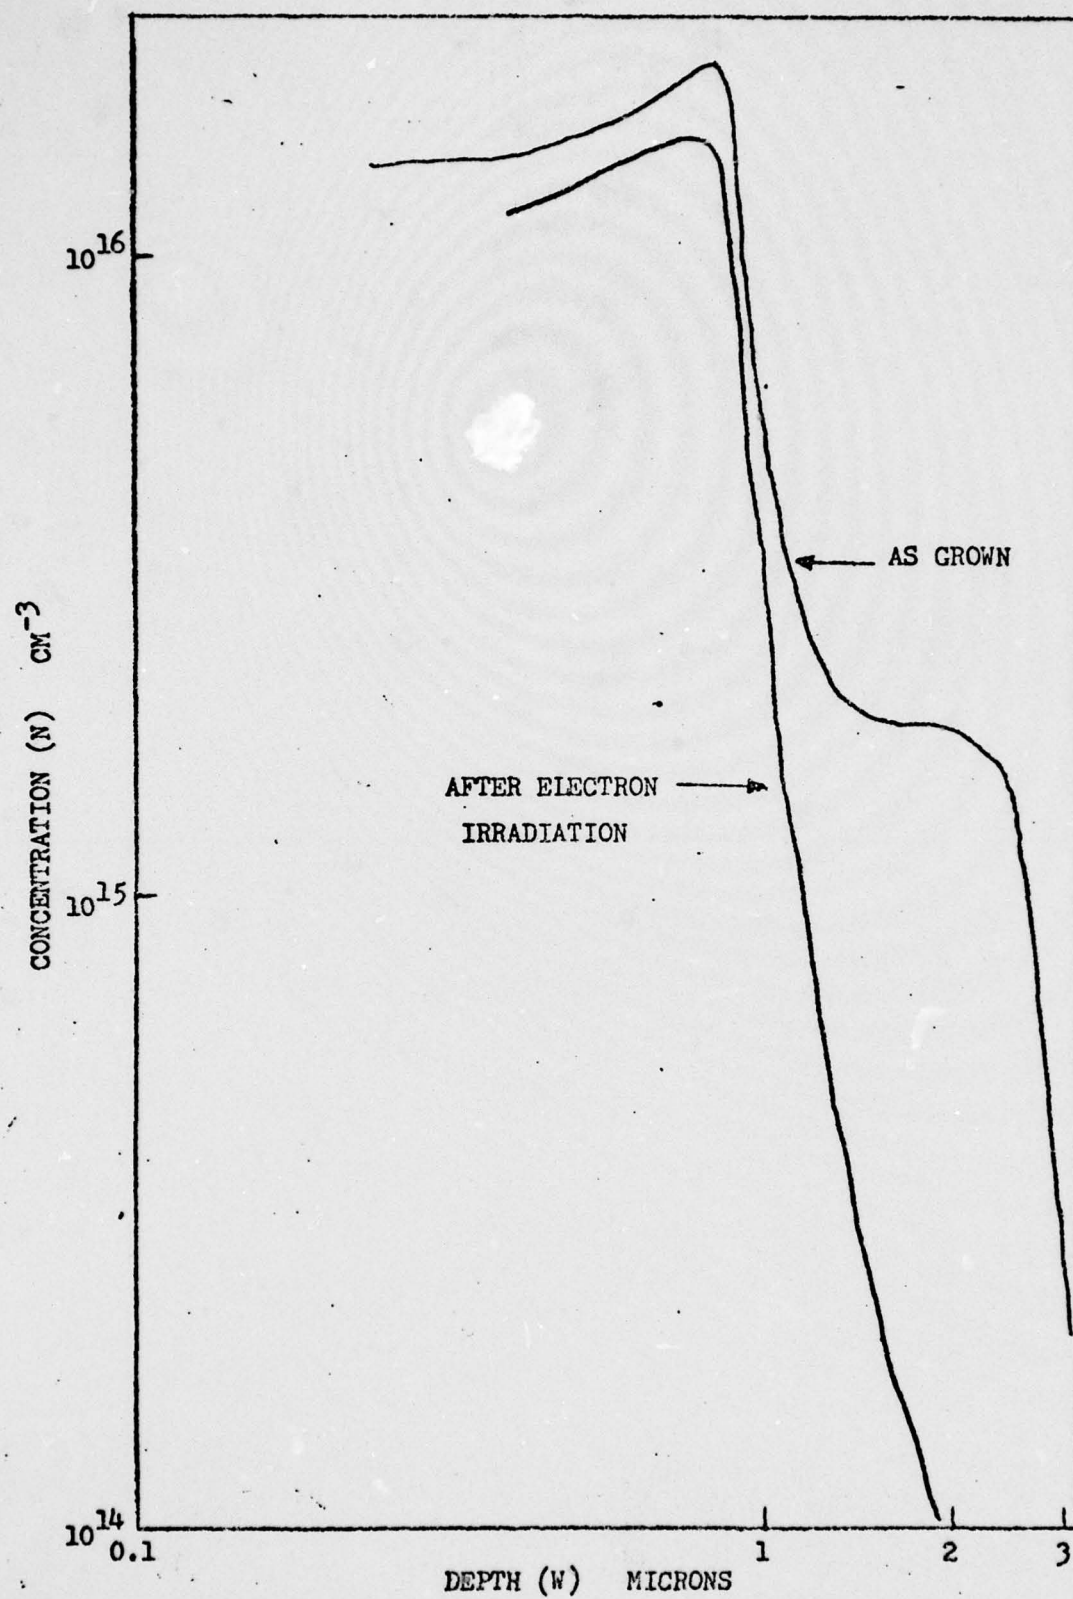 10^16
AS GROWN
CONCENTRATION (N) CM^-3
AFTER ELECTRON
IRRADIATION
10^15
10^14
0.1
1
2
3
DEPTH (W) MICRONS